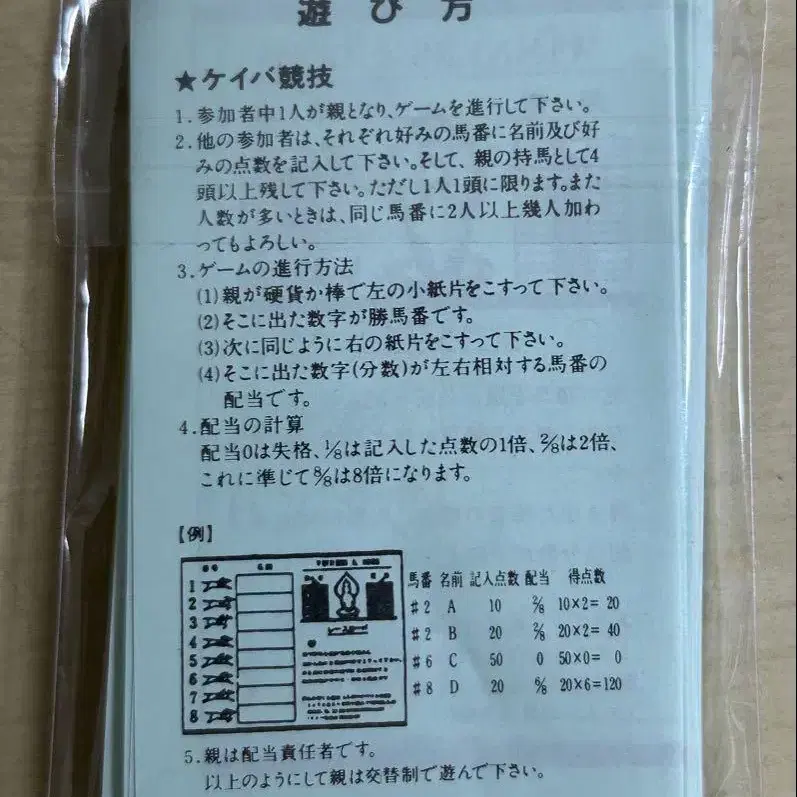 遊び方
★ケイバ競技
1.参加者中1人が親となり、ゲームを進行して下さい。
2.他の参加者は、それぞれ好みの馬番に名前及び好
みの点数を記入して下さい。そして、親の持馬として4
頭以上残して下さい。ただし1人1頭に限ります。また
人数が多いときは、同じ馬番に2人以上幾人加わ
ってもよろしい。
3.ゲームの進行方法
(1)親が硬貨か棒で左の小紙片をこすって下さい。
(2)そこに出た数字が勝馬番です。
(3)次に同じように右の紙片をこすって下さい。
(4)そこに出た数字(分数)が左右相対する馬番の
配当です。
4.配当の計算
配当0は失格、1/8は記入した点数の1倍、2/8は2倍、
これに準じて8/8は8倍になります。
【例】
1
2
3
4
5
6
7
8
馬番 名前 記入点数 配当 得点数
#2 A 10 2/8 10×2= 20
#2 B 20 2/8 20×2= 40
#6 C 50 0 50×0= 0
#8 D 20 6/8 20×6=120
5.親は配当責任者です。
以上のようにして親は交替制で遊んで下さい。